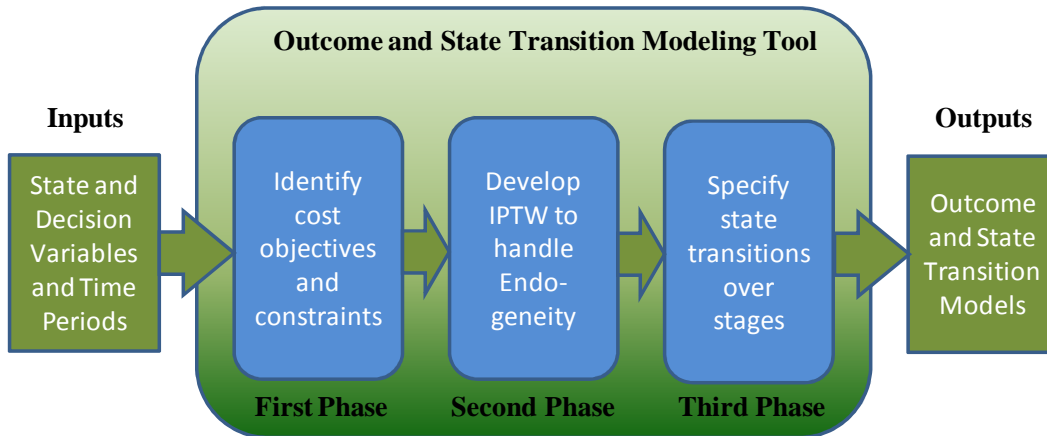 Outcome and State Transition Modeling Tool
Inputs
State and
Decision
Variables
and Time
Periods
Identify
cost
objectives
and
constraints
First Phase
Develop
IPTW to
handle
Endo-
geneity
Second Phase
Specify
state
transitions
over
stages
Third Phase
Outputs
Outcome
and State
Transition
Models